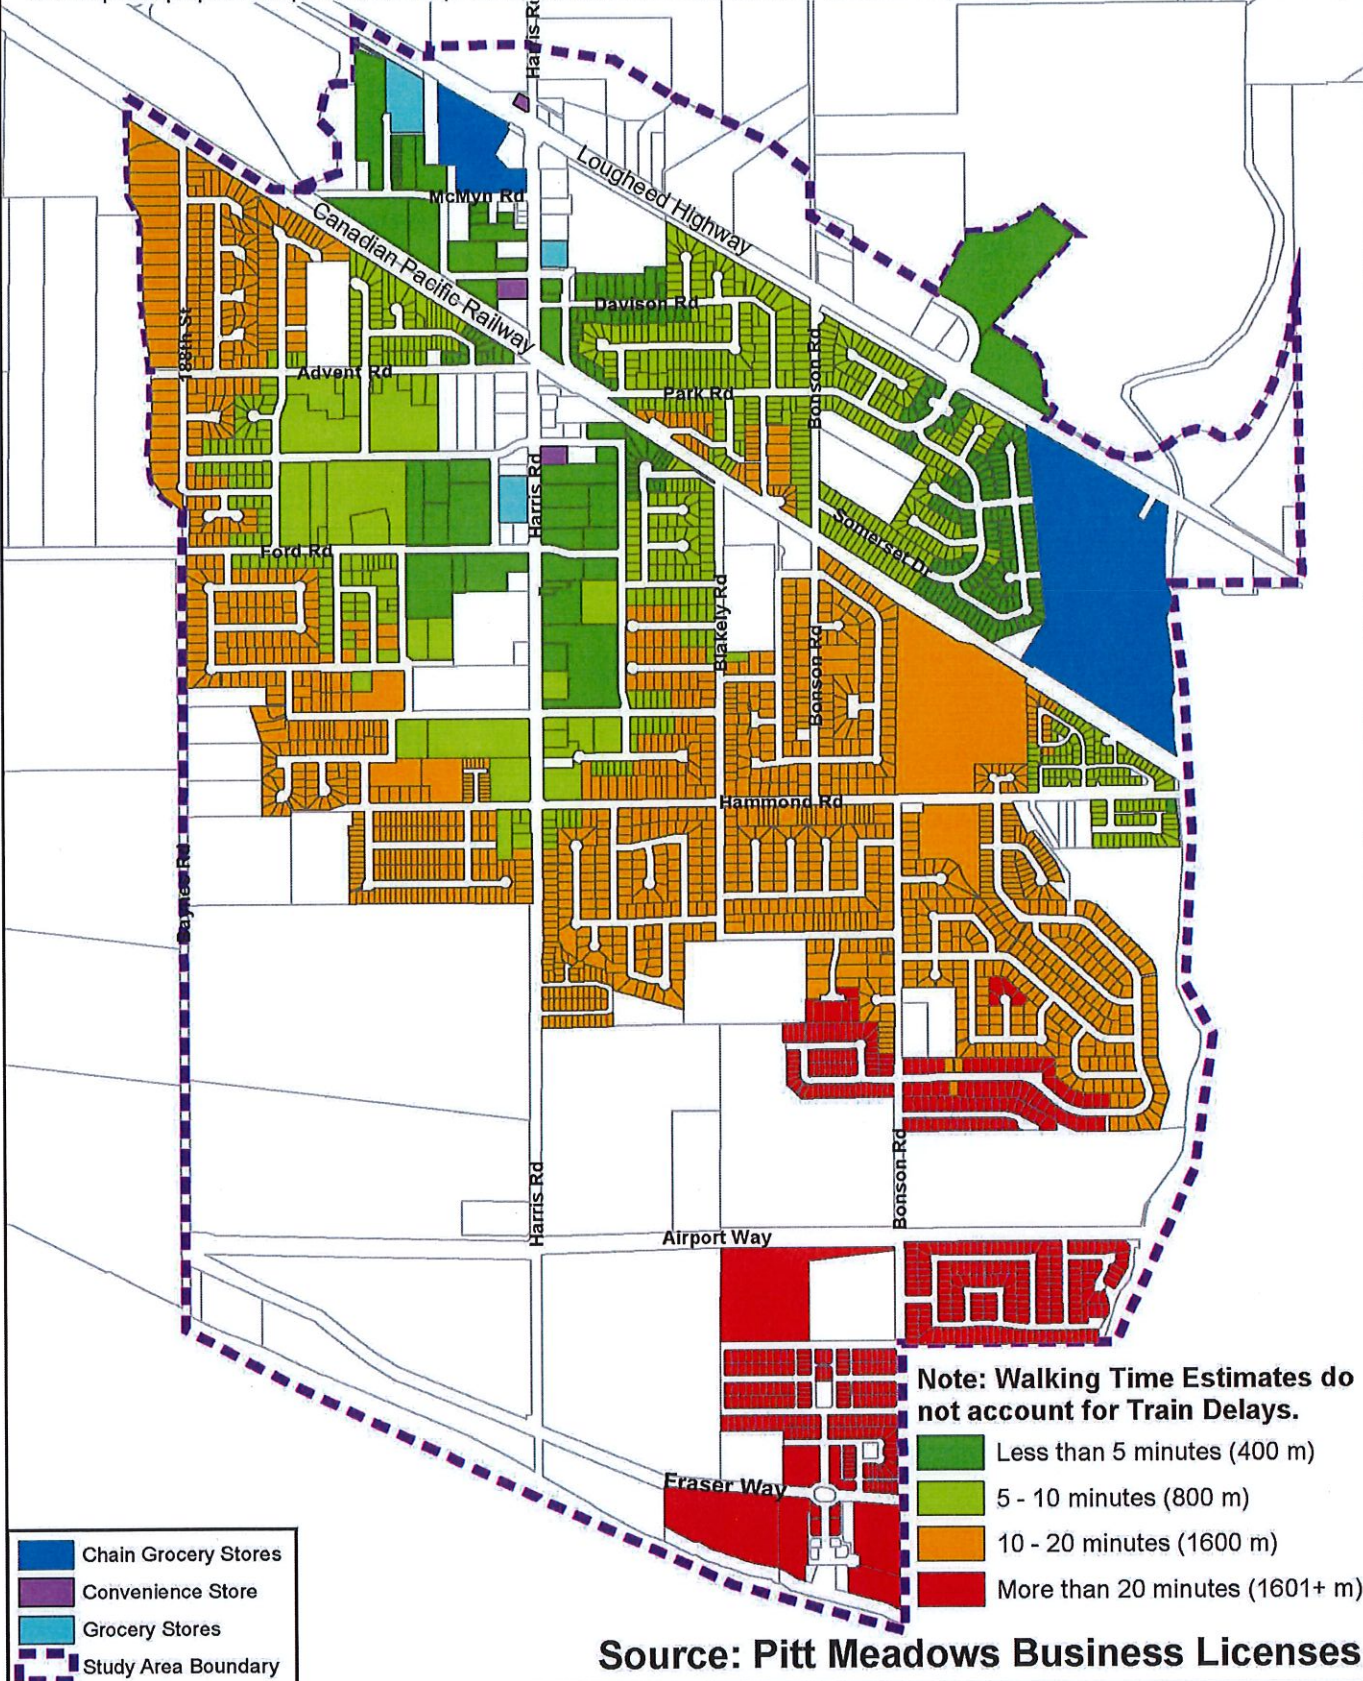 Harris Rd
Lougheed Highway
McMyn Rd
Canadian Pacific Railway
Davison Rd
188th St
Advent Rd
Park Rd
Bonson Rd
Harris Rd
Somerset Dr
Ford Rd
Blakely Rd
Bonson Rd
Hammond Rd
Baynes Rd
Bonson Rd
Harris Rd
Airport Way
Note: Walking Time Estimates do
not account for Train Delays.
Less than 5 minutes (400 m)
5 - 10 minutes (800 m)
10 - 20 minutes (1600 m)
More than 20 minutes (1601+ m)
Fraser Way
Chain Grocery Stores
Convenience Store
Grocery Stores
Study Area Boundary
Source: Pitt Meadows Business Licenses